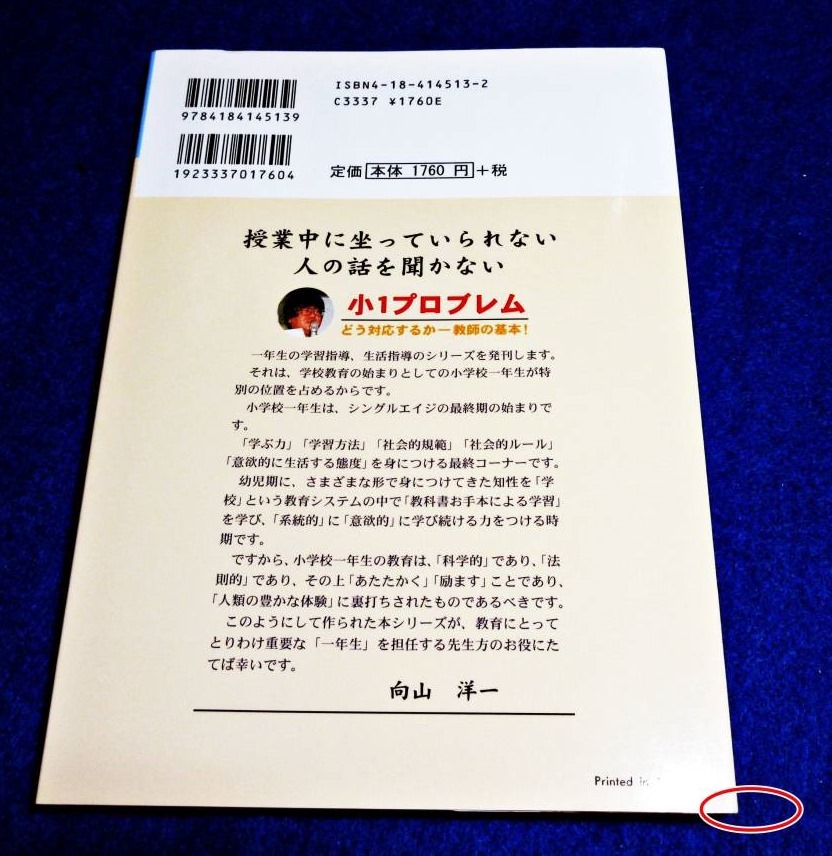 ISBN4-18-414513-2
C3337 ¥1760E
9784184145139
1923337017604
定価 本体 1760 円 +税
授業中に坐っていられない
人の話を聞かない
小1プロブレム
どう対応するか—教師の基本!
一年生の学習指導、生活指導のシリーズを発刊します。
それは、学校教育の始まりとしての小学校一年生が特
別の位置を占めるからです。
小学校一年生は、シングルエイジの最終期の始まりで
す。
「学ぶ力」「学習方法」「社会的規範」「社会的ルール」
「意欲的に生活する態度」を身につける最終コーナーです。
幼児期に、さまざまな形で身につけてきた知性を「学
校」という教育システムの中で「教科書お手本による学習」
を学び、「系統的」に「意欲的」に学び続ける力をつける時
期です。
ですから、小学校一年生の教育は、「科学的」であり、「法
則的」であり、その上「あたたかく」「励ます」ことであり、
「人類の豊かな体験」に裏打ちされたものであるべきです。
このようにして作られた本シリーズが、教育にとって
とりわけ重要な「一年生」を担任する先生方のお役にた
てば幸いです。
向山 洋一
Printed in